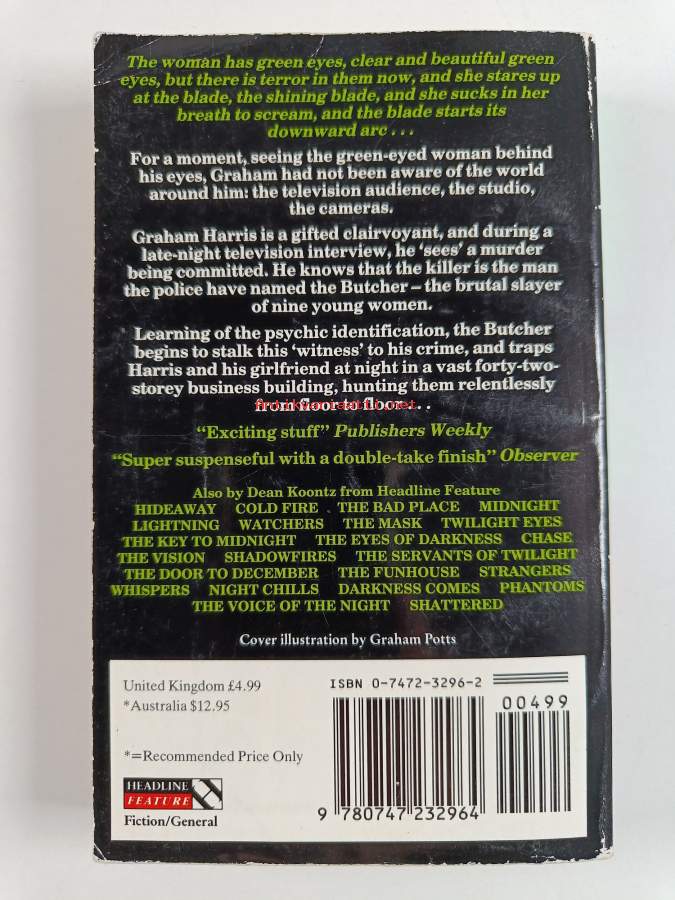 The woman has green eyes, clear and beautiful green
eyes, but there is terror in them now, and she stares up
at the blade, the shining blade, and she sucks in her
breath to scream, and the blade starts its
downward arc . . .
For a moment, seeing the green-eyed woman behind
his eyes, Graham had not been aware of the world
around him: the television audience, the studio,
the cameras.
Graham Harris is a gifted clairvoyant, and during a
late-night television interview, he ‘sees’ a murder
being committed. He knows that the killer is the man
the police have named the Butcher – the brutal slayer
of nine young women.
Learning of the psychic identification, the Butcher
begins to stalk this ‘witness’ to his crime, and traps
Harris and his girlfriend at night in a vast forty-two-
storey business building, hunting them relentlessly
from floor to floor . . .
“Exciting stuff” Publishers Weekly
“Super suspenseful with a double-take finish” Observer
Also by Dean Koontz from Headline Feature
HIDEAWAY COLD FIRE THE BAD PLACE MIDNIGHT
LIGHTNING WATCHERS THE MASK TWILIGHT EYES
THE KEY TO MIDNIGHT THE EYES OF DARKNESS CHASE
THE VISION SHADOWFIRES THE SERVANTS OF TWILIGHT
THE DOOR TO DECEMBER THE FUNHOUSE STRANGERS
WHISPERS NIGHT CHILLS DARKNESS COMES PHANTOMS
THE VOICE OF THE NIGHT SHATTERED
Cover illustration by Graham Potts
United Kingdom £4.99
*Australia $12.95
*=Recommended Price Only
HEADLINE
FEATURE
Fiction/General
ISBN 0-7472-3296-2
00499
9 780747 232964